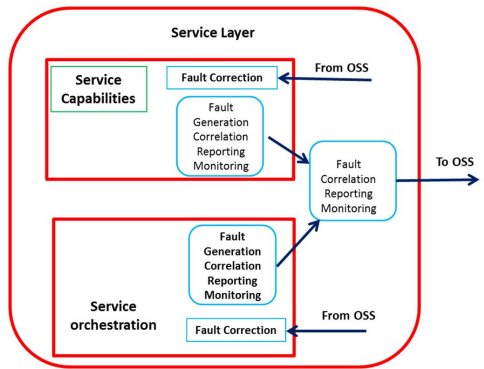 Service Layer
From OSS
Service
Capabilities
Fault Correction
Fault
Generation
Correlation
Reporting
Monitoring
Fault
Correlation
Reporting
Monitoring
To OSS
Fault
Generation
Correlation
Reporting
Monitoring
Service
orchestration
From OSS
Fault Correction